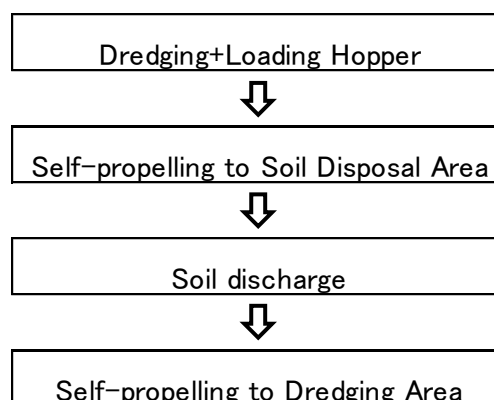 Dredging+Loading Hopper
Self-propelling to Soil Disposal Area
Soil discharge
Self-propelling to Dredging Area